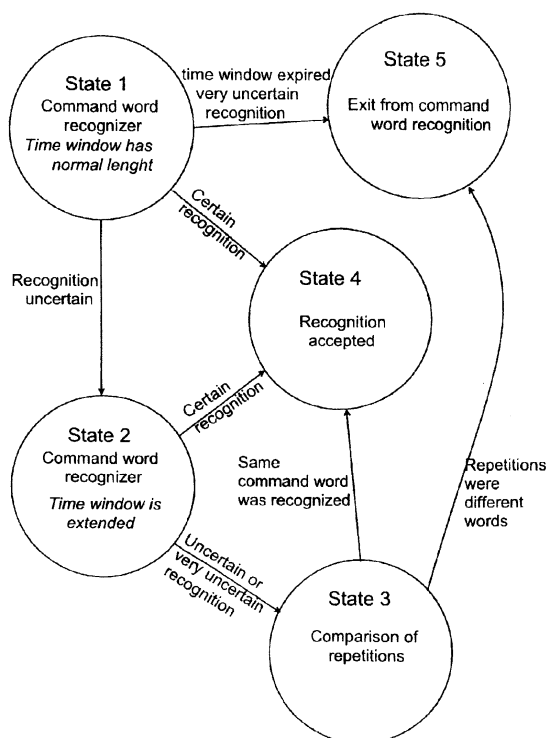 State 1
Command word
recognizer
Time window has
normal lenght
time window expired
very uncertain
recognition
State 5
Exit from command
word recognition
Certain
recognition
Recognition
uncertain
State 4
Recognition
accepted
Certain
recognition
State 2
Command word
recognizer
Time window is
extended
Same
command word
was recognized
Repetitions
were
different
words
Uncertain or
very uncertain
recognition
State 3
Comparison of
repetitions